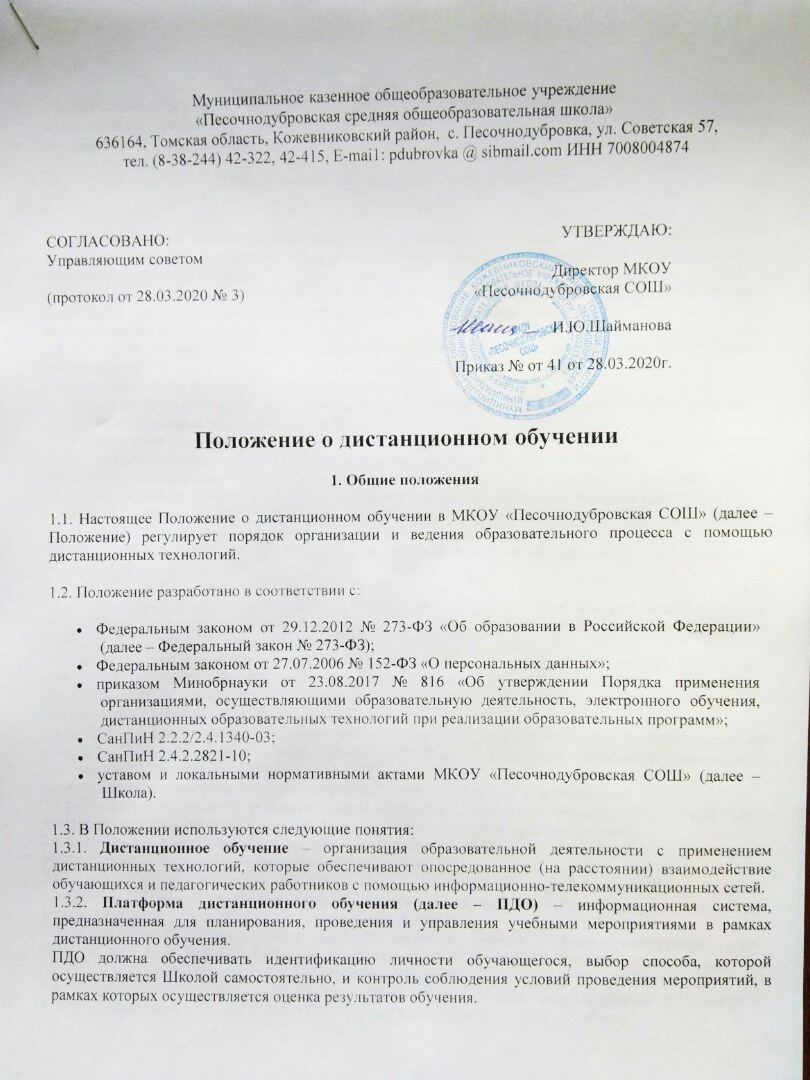 Муниципальное казенное общеобразовательное учреждение
«Песочнодубровская средняя общеобразовательная школа»
636164, Томская область, Кожевниковский район, с. Песочнодубровка, ул. Советская 57,
тел. (8-38-244) 42-322, 42-415, E-mail: pdubrovka @ sibmail.com ИНН 7008004874
СОГЛАСОВАНО:
Управляющим советом
(протокол от 28.03.2020 № 3)
УТВЕРЖДАЮ:
Директор МКОУ
«Песочнодубровская СОШ»
И.Ю.Шайманова
Приказ № от 41 от 28.03.2020г.
МКОУ
«ПЕСОЧНОДУБРОВСКАЯ
СОШ»
Положение о дистанционном обучении
1. Общие положения
1.1. Настоящее Положение о дистанционном обучении в МКОУ «Песочнодубровская СОШ» (далее –
Положение) регулирует порядок организации и ведения образовательного процесса с помощью
дистанционных технологий.
1.2. Положение разработано в соответствии с:
• Федеральным законом от 29.12.2012 № 273-ФЗ «Об образовании в Российской Федерации»
(далее – Федеральный закон № 273-ФЗ);
• Федеральным законом от 27.07.2006 № 152-ФЗ «О персональных данных»;
• приказом Минобрнауки от 23.08.2017 № 816 «Об утверждении Порядка применения
организациями, осуществляющими образовательную деятельность, электронного обучения,
дистанционных образовательных технологий при реализации образовательных программ»;
• СанПиН 2.2.2/2.4.1340-03;
• СанПиН 2.4.2.2821-10;
• уставом и локальными нормативными актами МКОУ «Песочнодубровская СОШ» (далее –
Школа).
1.3. В Положении используются следующие понятия:
1.3.1. Дистанционное обучение – организация образовательной деятельности с применением
дистанционных технологий, которые обеспечивают опосредованное (на расстоянии) взаимодействие
обучающихся и педагогических работников с помощью информационно-телекоммуникационных сетей.
1.3.2. Платформа дистанционного обучения (далее – ПДО) – информационная система,
предназначенная для планирования, проведения и управления учебными мероприятиями в рамках
дистанционного обучения.
ПДО должна обеспечивать идентификацию личности обучающегося, выбор способа, которой
осуществляется Школой самостоятельно, и контроль соблюдения условий проведения мероприятий, в
рамках которых осуществляется оценка результатов обучения.